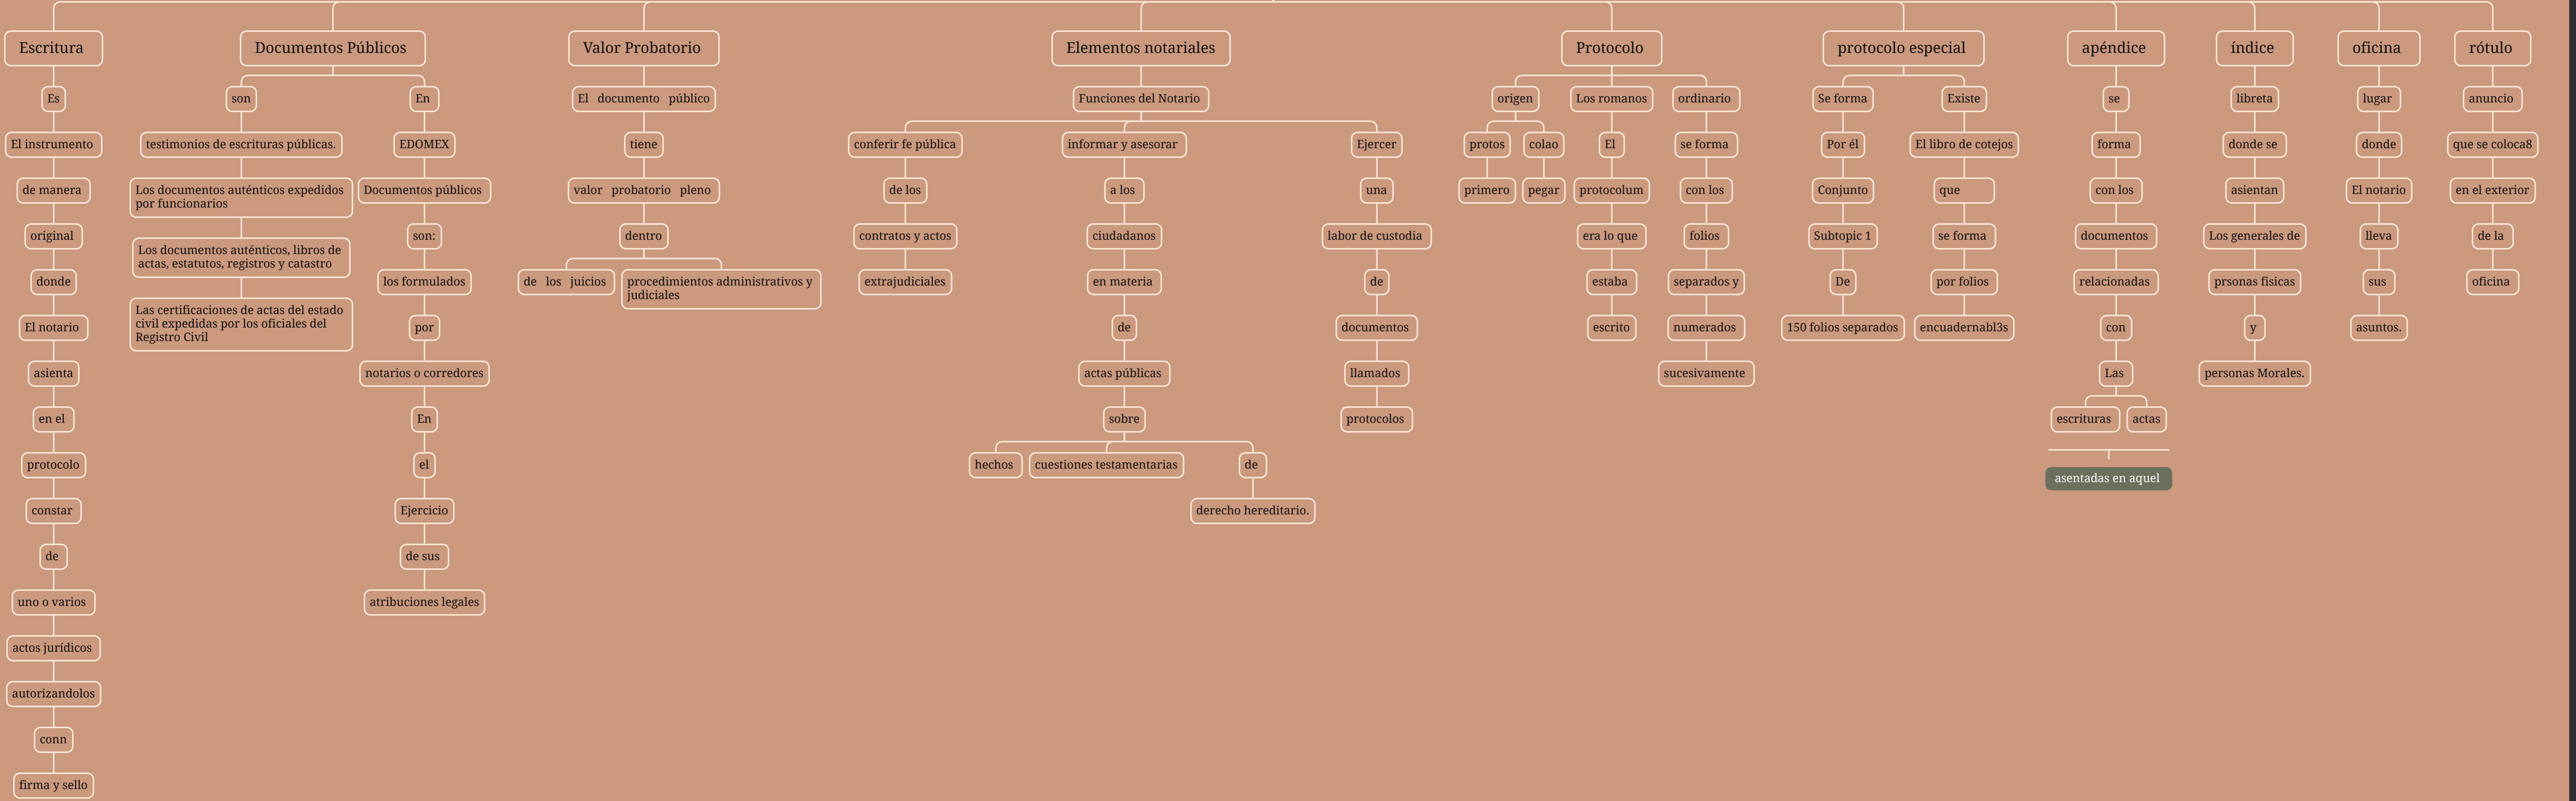 Escritura
Es
El instrumento
de manera
original
donde
El notario
asienta
en el
protocolo
constar
de
uno o varios
actos jurídicos
autorizandolos
conn
firma y sello
Documentos Públicos
son
testimonios de escrituras públicas.
Los documentos auténticos expedidos
por funcionarios
Los documentos auténticos, libros de
actas, estatutos, registros y catastro
Las certificaciones de actas del estado
civil expedidas por los oficiales del
Registro Civil
En
EDOMEX
Documentos públicos
son:
los formulados
por
notarios o corredores
En
el
Ejercicio
de sus
atribuciones legales
Valor Probatorio
El documento público
tiene
valor probatorio pleno
dentro
de los juicios
procedimientos administrativos y
judiciales
Elementos notariales
Funciones del Notario
conferir fe pública
de los
contratos y actos
extrajudiciales
informar y asesorar
a los
ciudadanos
en materia
de
actas públicas
sobre
hechos
cuestiones testamentarias
de
derecho hereditario.
Ejercer
una
labor de custodia
de
documentos
llamados
protocolos
Protocolo
origen
protos
primero
colao
pegar
Los romanos
El
protocolum
era lo que
estaba
escrito
ordinario
se forma
con los
folios
separados y
numerados
sucesivamente
protocolo especial
Se forma
Por él
Conjunto
Subtopic 1
De
150 folios separados
Existe
El libro de cotejos
que
se forma
por folios
encuadernabl3s
apéndice
se
forma
con los
documentos
relacionadas
con
Las
escrituras
actas
asentadas en aquel
índice
libreta
donde se
asientan
Los generales de
prsonas fisicas
y
personas Morales.
oficina
lugar
donde
El notario
lleva
sus
asuntos.
rótulo
anuncio
que se coloca8
en el exterior
de la
oficina